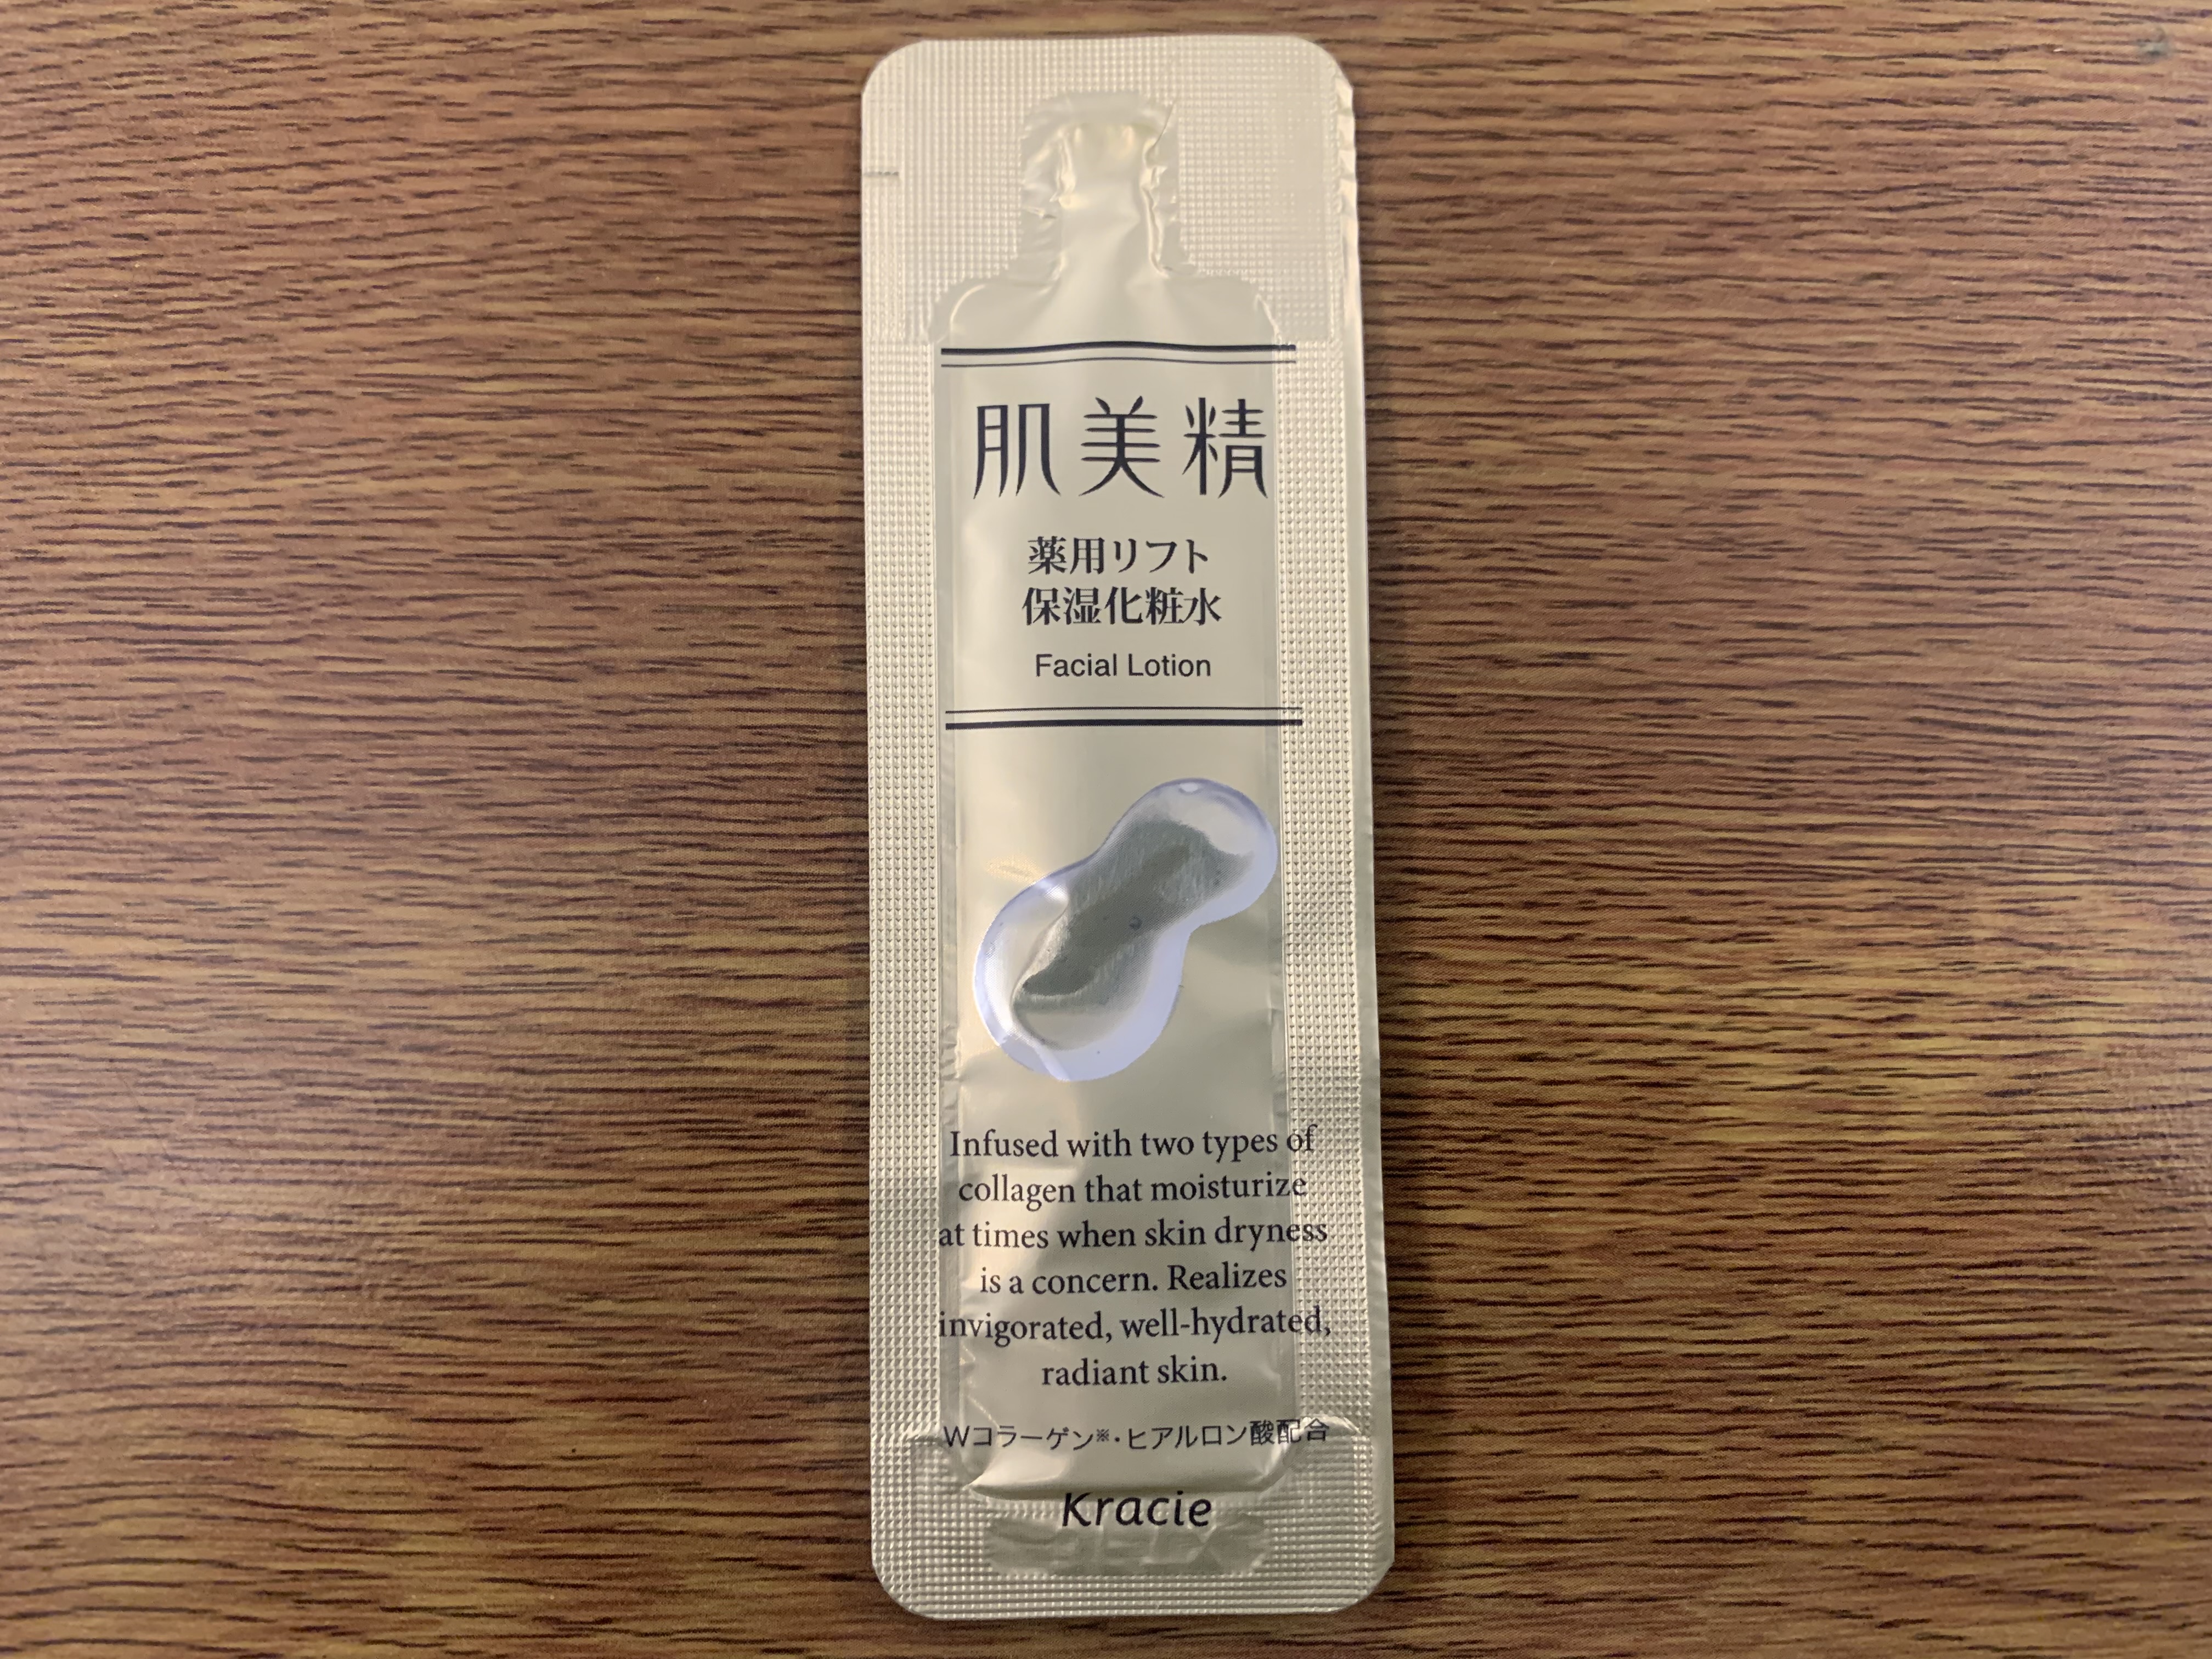 肌美精
薬用リフト
保湿化粧水
Facial Lotion
Infused with two types of
collagen that moisturize
at times when skin dryness
is a concern. Realizes
invigorated, well-hydrated,
radiant skin.
Wコラーゲン※・ヒアルロン酸配合
Kracie